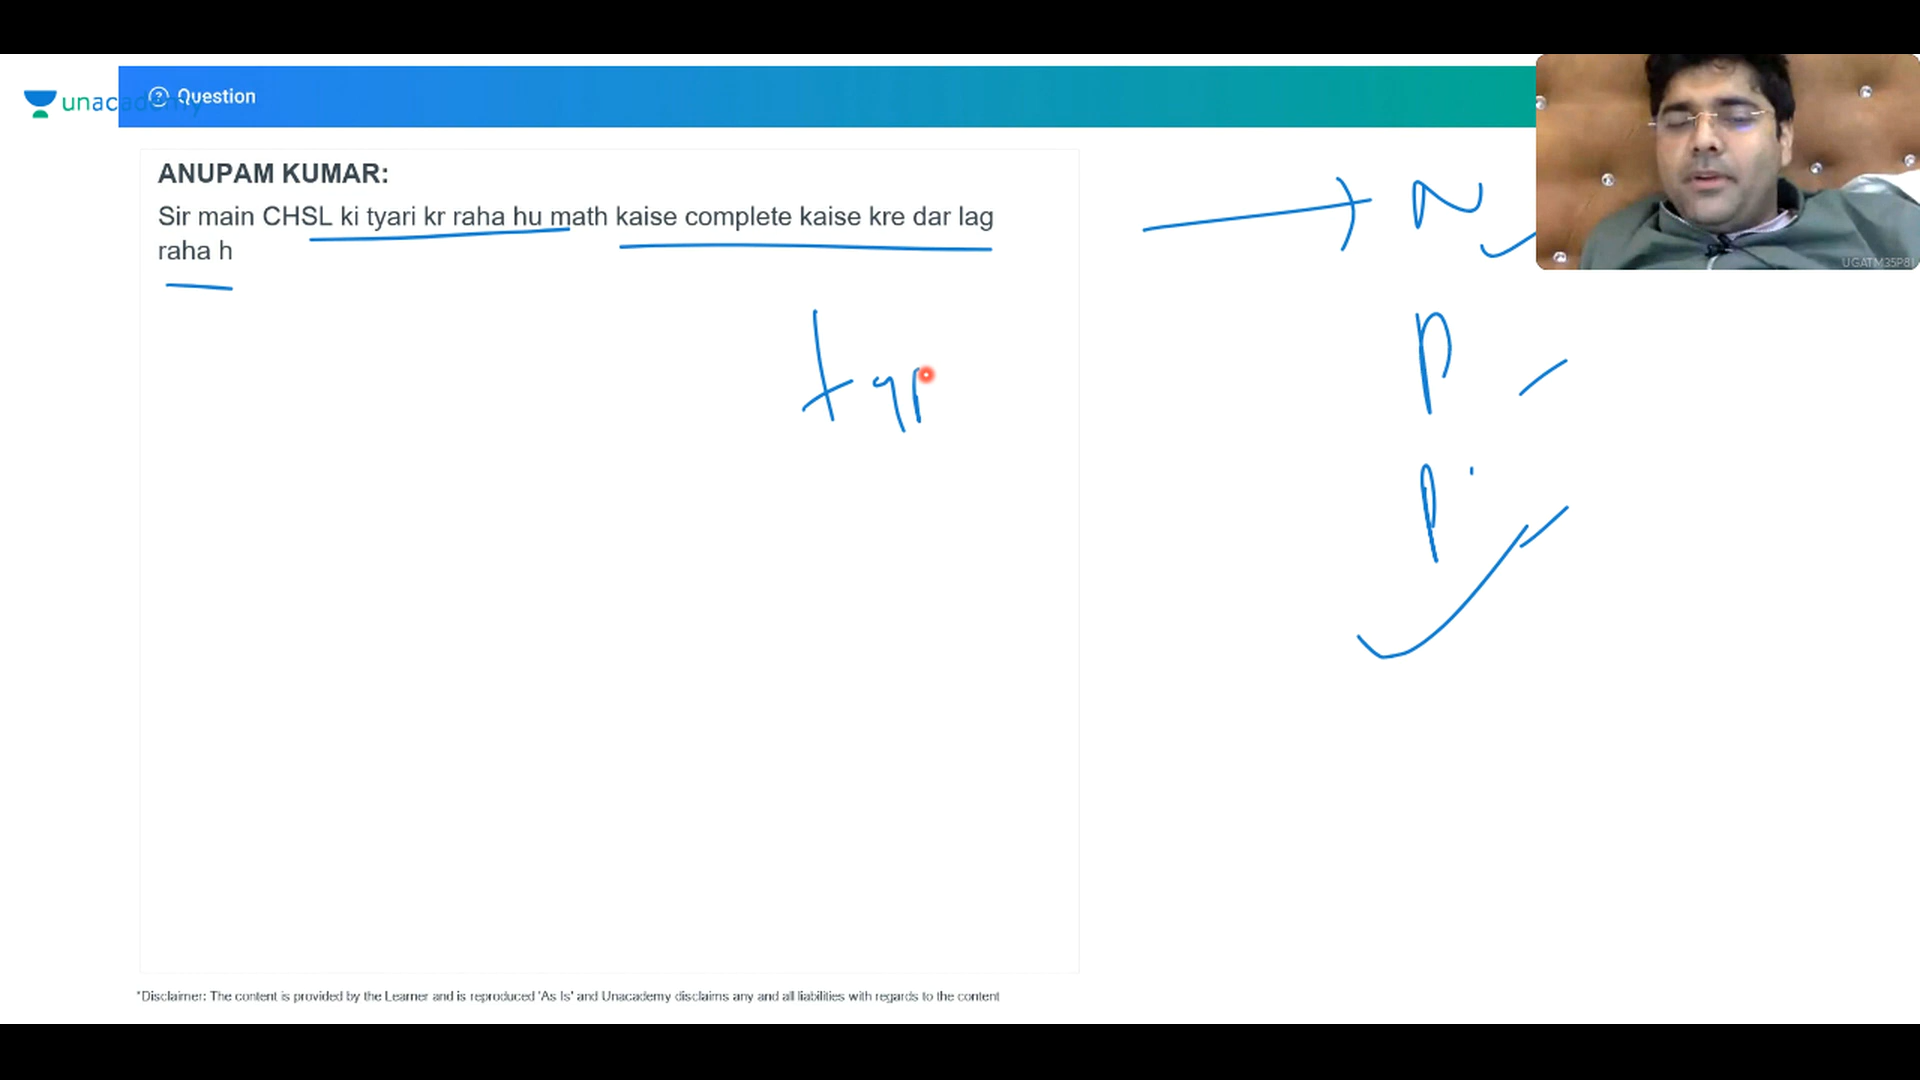 unacademy
Question
ANUPAM KUMAR:
Sir main CHSL ki tyari kr raha hu math kaise complete kaise kre dar lag
raha h
N
P
P
typ
UGATM35P81
*Disclaimer: The content is provided by the Learner and is reproduced 'As Is' and Unacademy disclaims any and all liabilities with regards to the content